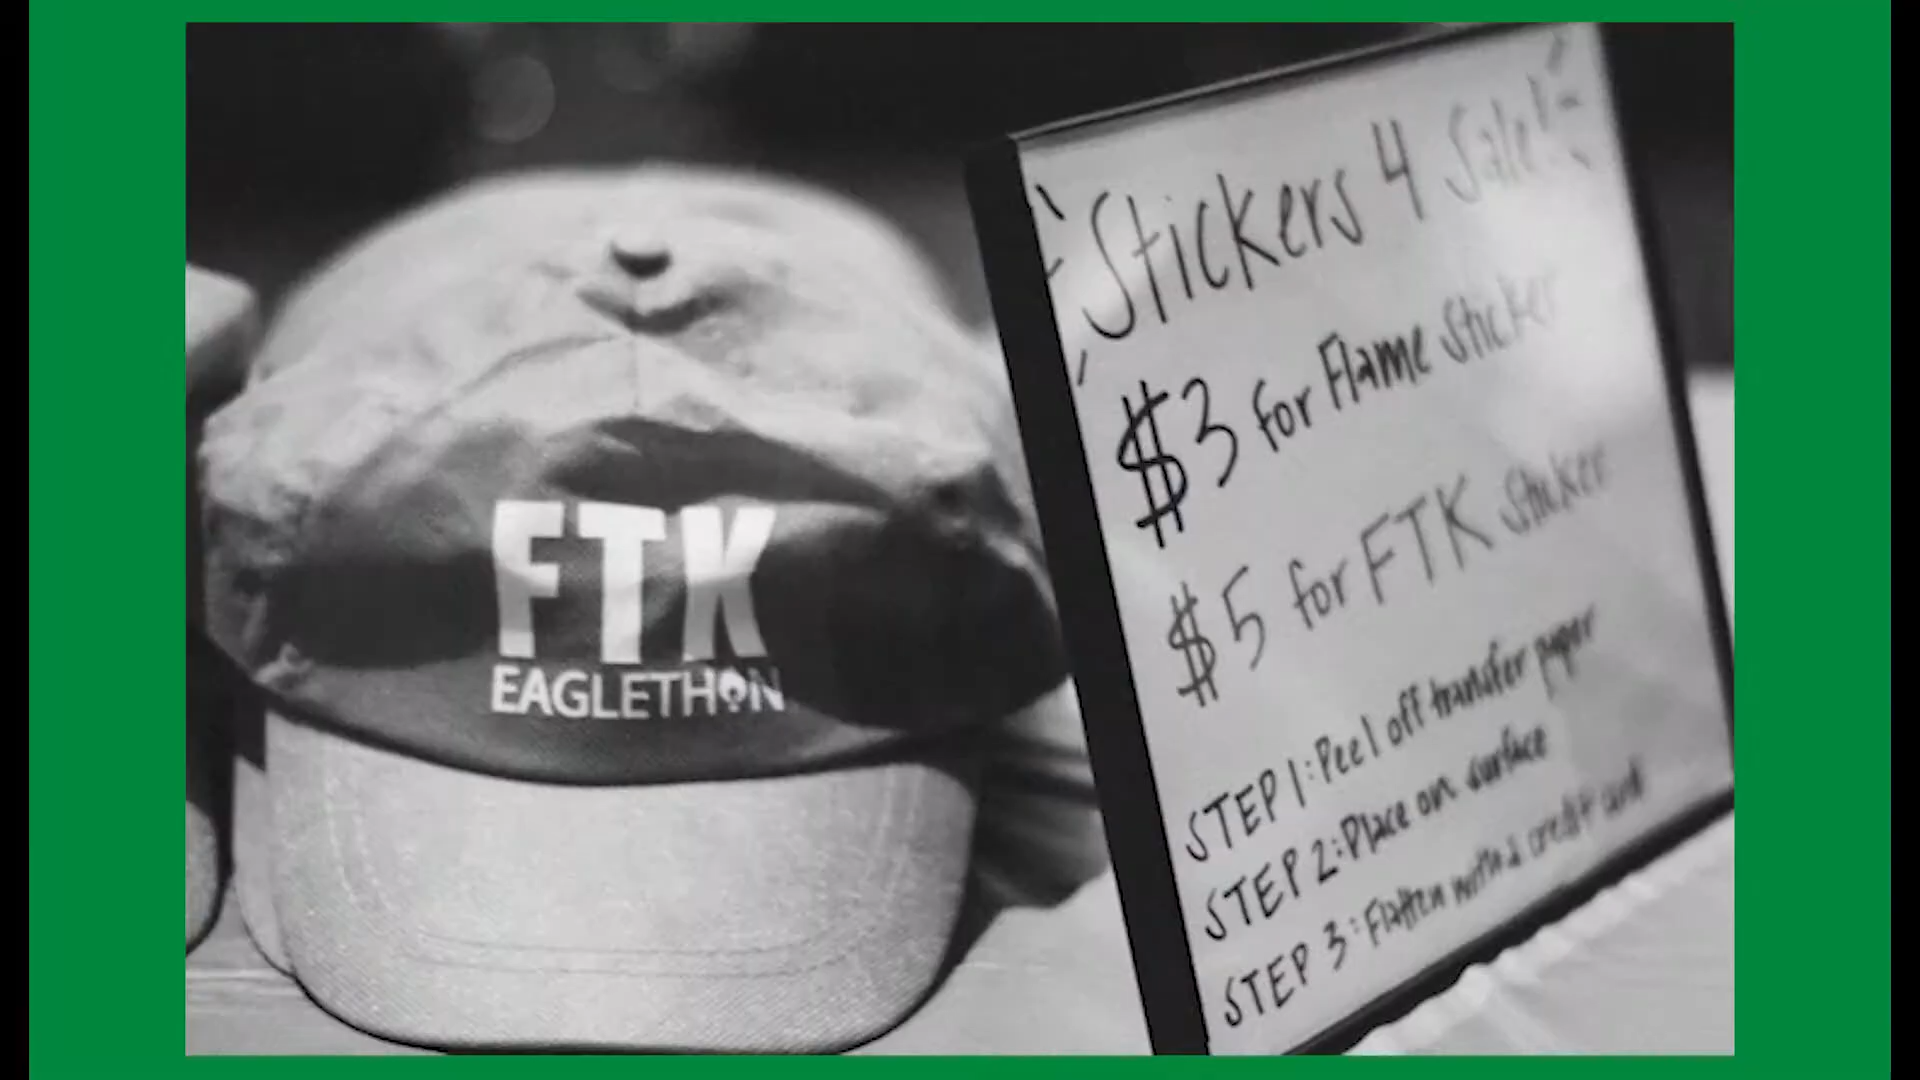 FTK
EAGLETHON
Stickers 4 Sale!
$3 for Flame Sticker
$5 for FTK Sticker
STEP 1: Peel off transfer paper
STEP 2: Place on surface
STEP 3: Flatten with a credit card